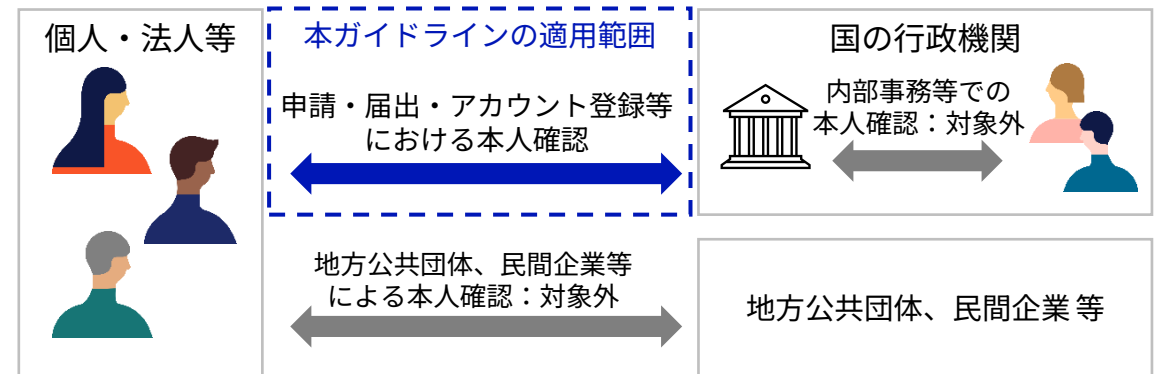 個人・法人等
本ガイドラインの適用範囲
申請・届出・アカウント登録等
における本人確認
国の行政機関
内部事務等での
本人確認：対象外
地方公共団体、民間企業等
による本人確認：対象外
地方公共団体、民間企業 等